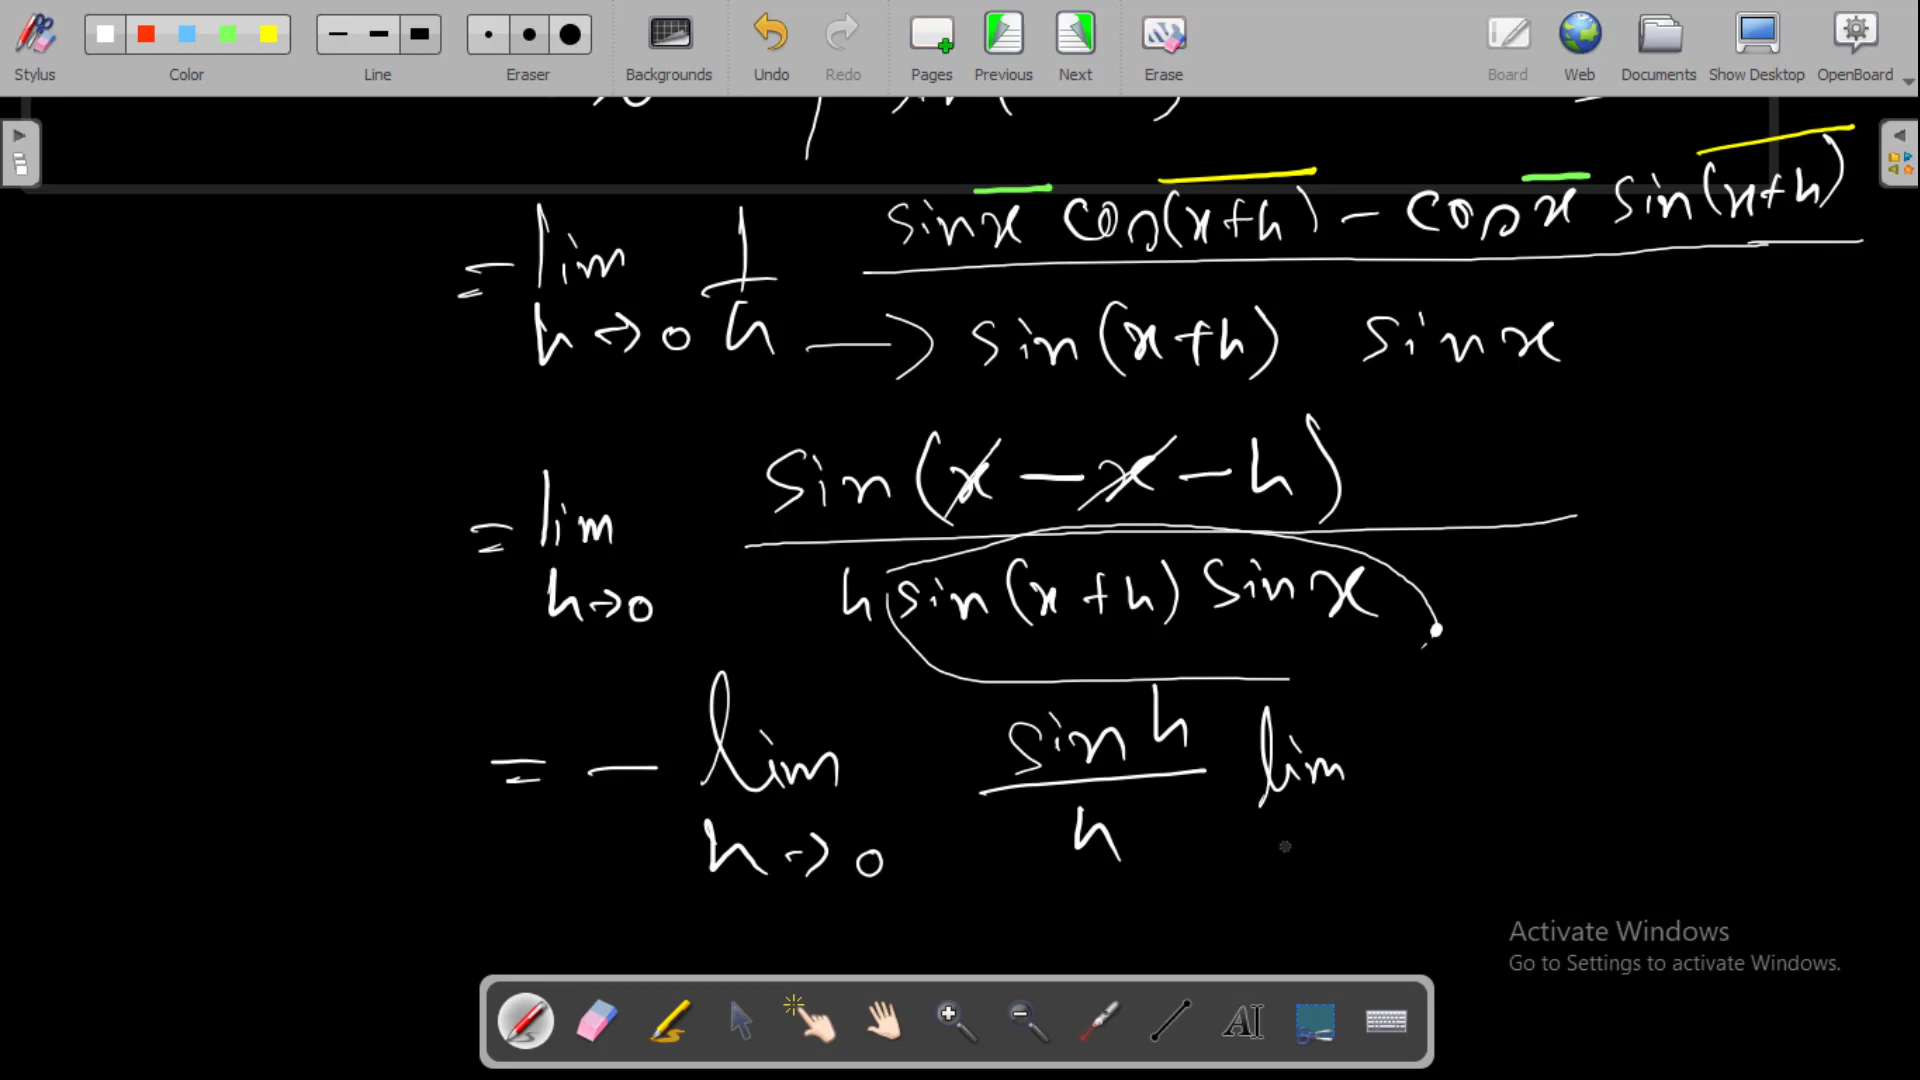 Stylus Color Line Eraser Backgrounds Undo Redo Pages Previous Next Erase Board Web Documents Show Desktop OpenBoard
= lim h→0 1/h → (sinx cos(x+h) − cosx sin(x+h)) / (sin(x+h) sinx)
= lim h→0 sin(x − x − h) / (h sin(x+h) sinx)
= − lim h→0 sinh / h lim
Activate Windows
Go to Settings to activate Windows.